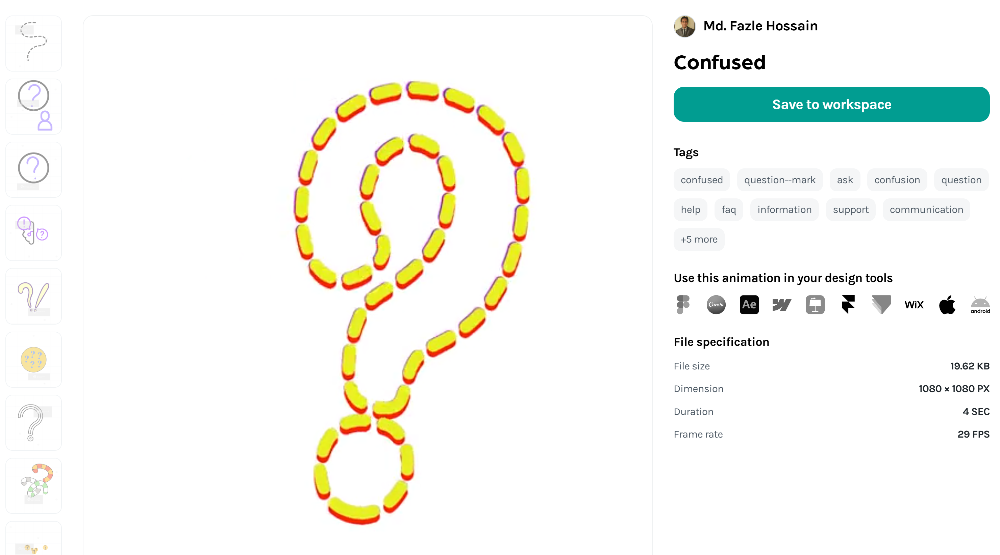 Md. Fazle Hossain
Confused
Save to workspace
Tags
confused question--mark ask confusion question
help faq information support communication
+5 more
Use this animation in your design tools
Canva Ae WiX android
File specification
File size 19.62 KB
Dimension 1080 × 1080 PX
Duration 4 SEC
Frame rate 29 FPS